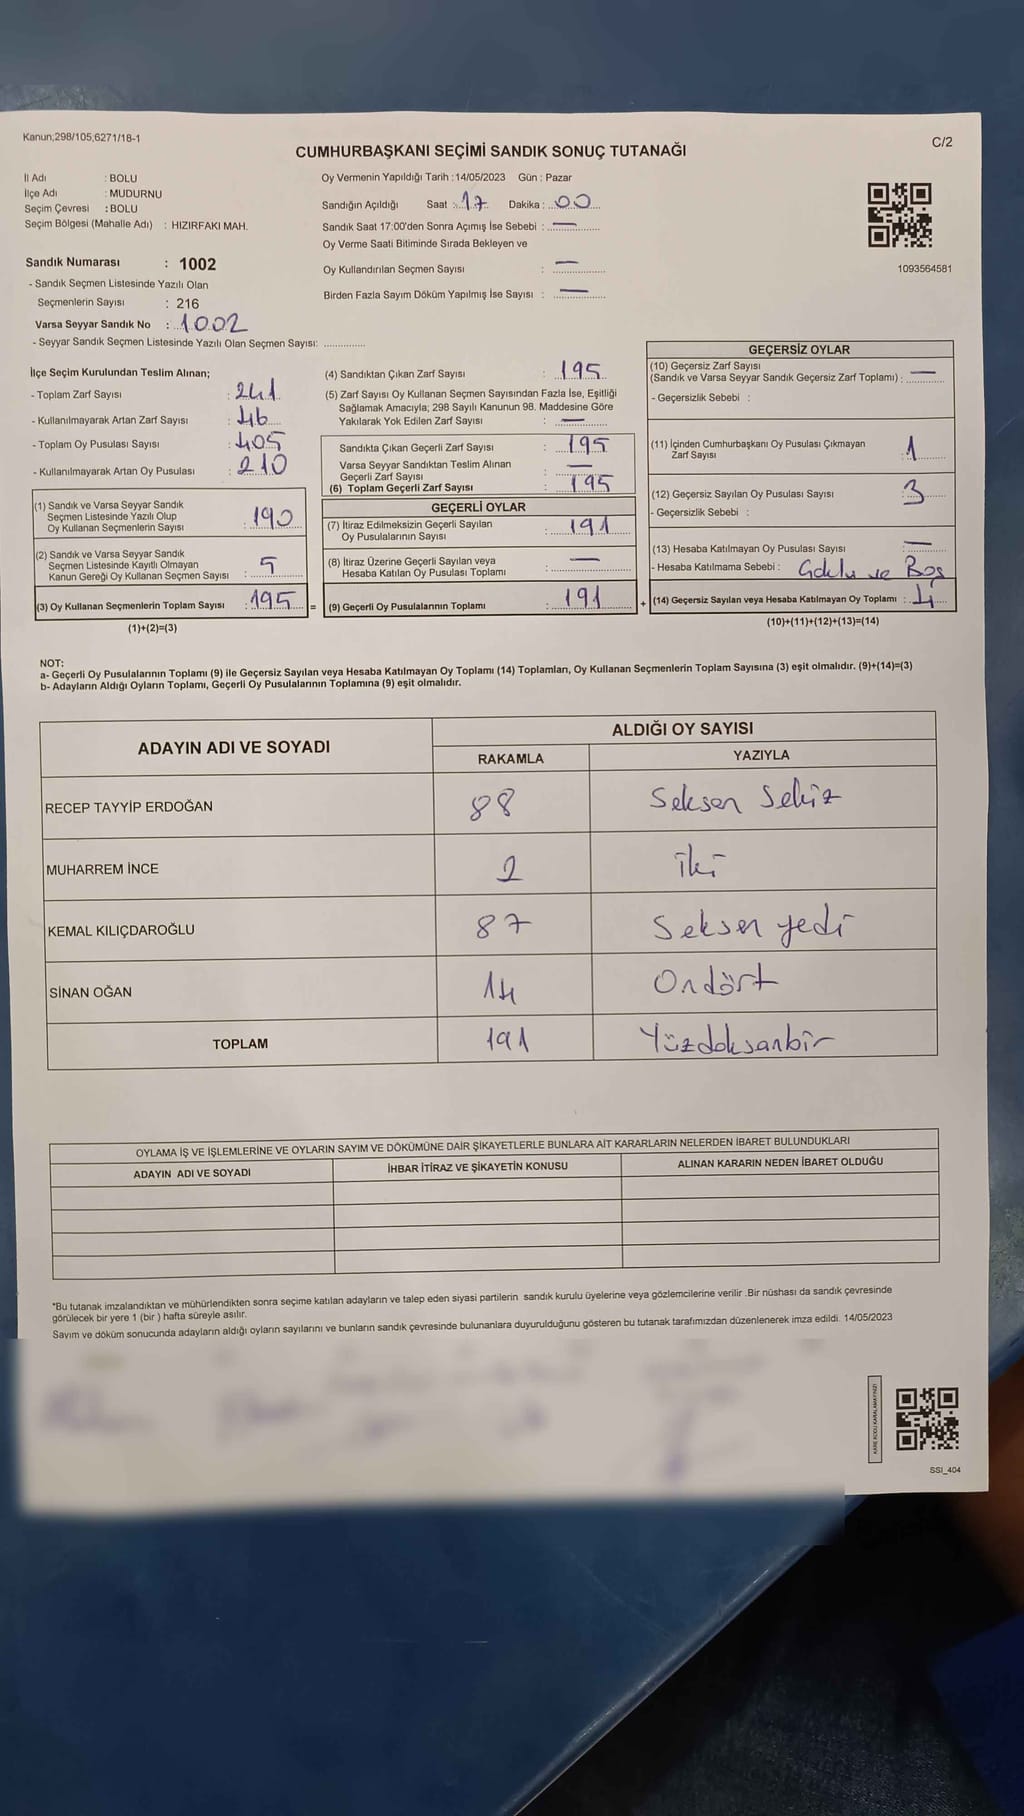 Kanun;298/105,6271/18-1
C/2
CUMHURBAŞKANI SEÇİMİ SANDIK SONUÇ TUTANAĞI
İl Adı : BOLU
İlçe Adı : MUDURNU
Seçim Çevresi : BOLU
Seçim Bölgesi (Mahalle Adı) : HIZIRFAKI MAH.
Oy Vermenin Yapıldığı Tarih :14/05/2023 Gün : Pazar
Sandığın Açıldığı Saat : 17 Dakika : 00
Sandık Saat 17:00'den Sonra Açımış İse Sebebi : —
Oy Verme Saati Bitiminde Sırada Bekleyen ve
Oy Kullandırılan Seçmen Sayısı : —
Birden Fazla Sayım Döküm Yapılmış İse Sayısı : —
1093564581
Sandık Numarası : 1002
- Sandık Seçmen Listesinde Yazılı Olan
Seçmenlerin Sayısı : 216
Varsa Seyyar Sandık No : 1002
- Seyyar Sandık Seçmen Listesinde Yazılı Olan Seçmen Sayısı: ..............
İlçe Seçim Kurulundan Teslim Alınan;
- Toplam Zarf Sayısı : 241
- Kullanılmayarak Artan Zarf Sayısı : 46
- Toplam Oy Pusulası Sayısı : 405
- Kullanılmayarak Artan Oy Pusulası : 210
(1) Sandık ve Varsa Seyyar Sandık
Seçmen Listesinde Yazılı Olup
Oy Kullanan Seçmenlerin Sayısı : 190
(2) Sandık ve Varsa Seyyar Sandık
Seçmen Listesinde Kayıtlı Olmayan
Kanun Gereği Oy Kullanan Seçmen Sayısı : 5
(3) Oy Kullanan Seçmenlerin Toplam Sayısı : 195 =
(1)+(2)=(3)
(4) Sandıktan Çıkan Zarf Sayısı : 195
(5) Zarf Sayısı Oy Kullanan Seçmen Sayısından Fazla İse, Eşitliği
Sağlamak Amacıyla; 298 Sayılı Kanunun 98. Maddesine Göre
Yakılarak Yok Edilen Zarf Sayısı : —
Sandıkta Çıkan Geçerli Zarf Sayısı : 195
Varsa Seyyar Sandıktan Teslim Alınan
Geçerli Zarf Sayısı : —
(6) Toplam Geçerli Zarf Sayısı : 195
GEÇERLİ OYLAR
(7) İtiraz Edilmeksizin Geçerli Sayılan
Oy Pusulalarının Sayısı : 191
(8) İtiraz Üzerine Geçerli Sayılan veya
Hesaba Katılan Oy Pusulası Toplamı : —
(9) Geçerli Oy Pusulalarının Toplamı : 191 +
GEÇERSİZ OYLAR
(10) Geçersiz Zarf Sayısı
(Sandık ve Varsa Seyyar Sandık Geçersiz Zarf Toplamı) : —
- Geçersizlik Sebebi :
(11) İçinden Cumhurbaşkanı Oy Pusulası Çıkmayan
Zarf Sayısı : 1
(12) Geçersiz Sayılan Oy Pusulası Sayısı : 3
- Geçersizlik Sebebi :
(13) Hesaba Katılmayan Oy Pusulası Sayısı : —
- Hesaba Katılmama Sebebi : ve Boş
(14) Geçersiz Sayılan veya Hesaba Katılmayan Oy Toplamı : 4
(10)+(11)+(12)+(13)=(14)
NOT:
a- Geçerli Oy Pusulalarının Toplamı (9) ile Geçersiz Sayılan veya Hesaba Katılmayan Oy Toplamı (14) Toplamları, Oy Kullanan Seçmenlerin Toplam Sayısına (3) eşit olmalıdır. (9)+(14)=(3)
b- Adayların Aldığı Oyların Toplamı, Geçerli Oy Pusulalarının Toplamına (9) eşit olmalıdır.
ADAYIN ADI VE SOYADI
ALDIĞI OY SAYISI
RAKAMLA YAZIYLA
RECEP TAYYİP ERDOĞAN 88 Seksen Sekiz
MUHARREM İNCE 2 iki
KEMAL KILIÇDAROĞLU 87 Seksen yedi
SİNAN OĞAN 14 Ondört
TOPLAM 191 Yüzdoksanbir
OYLAMA İŞ VE İŞLEMLERİNE VE OYLARIN SAYIM VE DÖKÜMÜNE DAİR ŞİKAYETLERLE BUNLARA AİT KARARLARIN NELERDEN İBARET BULUNDUKLARI
ADAYIN ADI VE SOYADI İHBAR İTİRAZ VE ŞİKAYETİN KONUSU ALINAN KARARIN NEDEN İBARET OLDUĞU
*Bu tutanak imzalandıktan ve mühürlendikten sonra seçime katılan adayların ve talep eden siyasi partilerin sandık kurulu üyelerine veya gözlemcilerine verilir .Bir nüshası da sandık çevresinde
görülecek bir yere 1 (bir ) hafta süreyle asılır.
Sayım ve döküm sonucunda adayların aldığı oyların sayılarını ve bunların sandık çevresinde bulunanlara duyurulduğunu gösteren bu tutanak tarafımızdan düzenlenerek imza edildi. 14/05/2023
KARE KODU KARALAMAYINIZ!
SSI_404